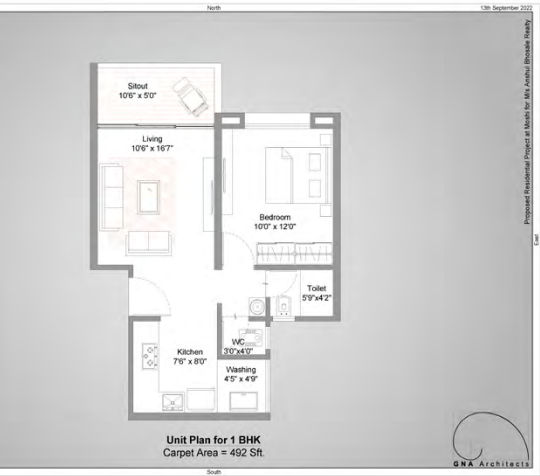 North
13th September 2022
Proposed Residential Project at Moshi for M/s Anshul Bhosale Realty
East
Sitout
10'6" x 5'0"
Living
10'6" x 16'7"
Bedroom
10'0" x 12'0"
Toilet
5'9"x4'2"
WC
3'0"x4'0"
Kitchen
7'6" x 8'0"
Washing
4'5" x 4'9"
Unit Plan for 1 BHK
Carpet Area = 492 Sft.
GNA Architects
South